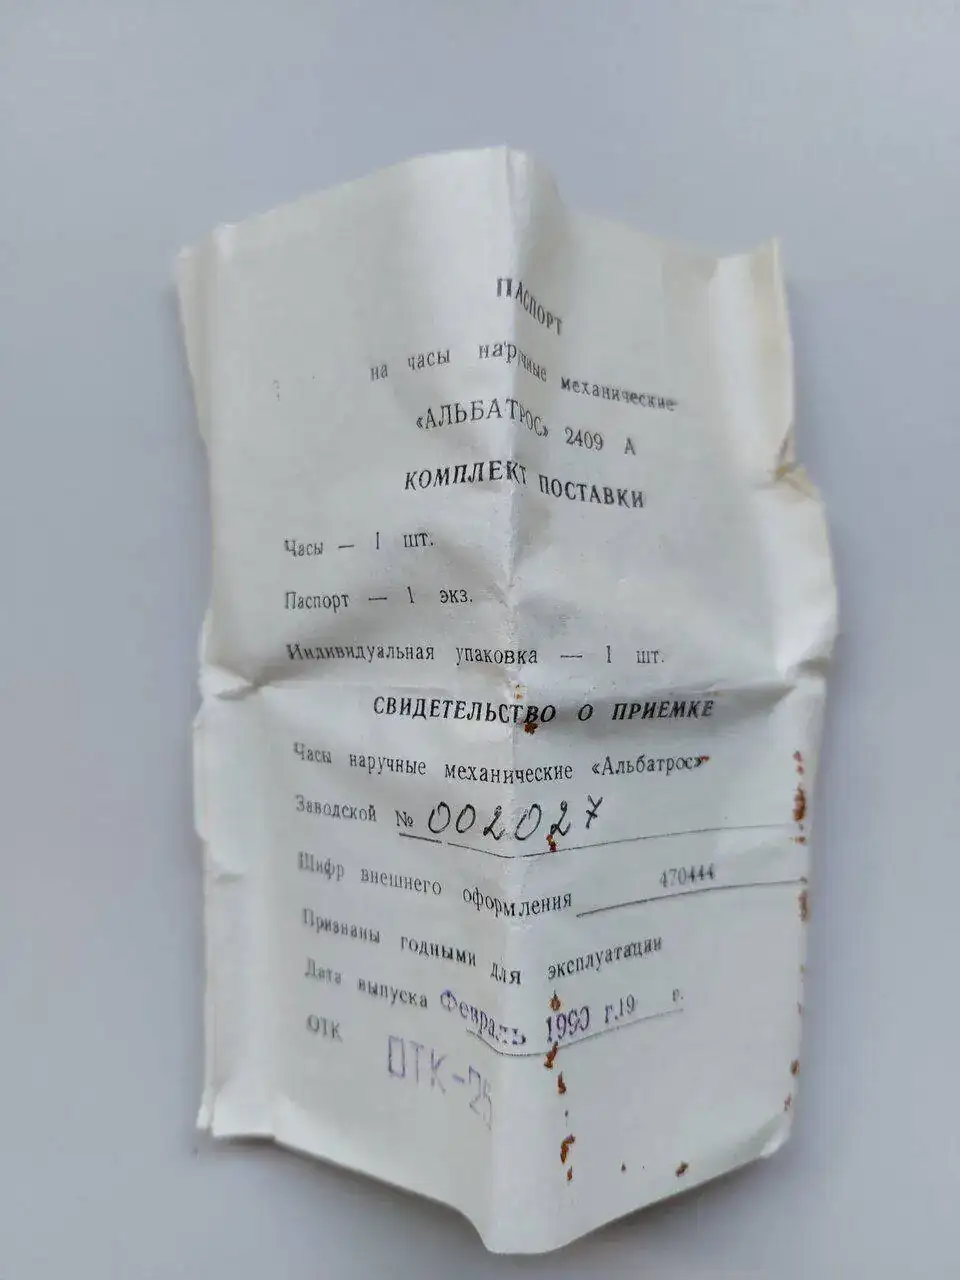 ПАСПОРТ
на часы наручные механические
«АЛЬБАТРОС» 2409 А
КОМПЛЕКТ ПОСТАВКИ
Часы — 1 шт.
Паспорт — 1 экз.
Индивидуальная упаковка — 1 шт.
СВИДЕТЕЛЬСТВО О ПРИЕМКЕ
Часы наручные механические «Альбатрос»
Заводской № 002027
Шифр внешнего оформления 470444
Признаны годными для эксплуатации
Дата выпуска Февраль 1990 г.19 г.
ОТК ОТК-25